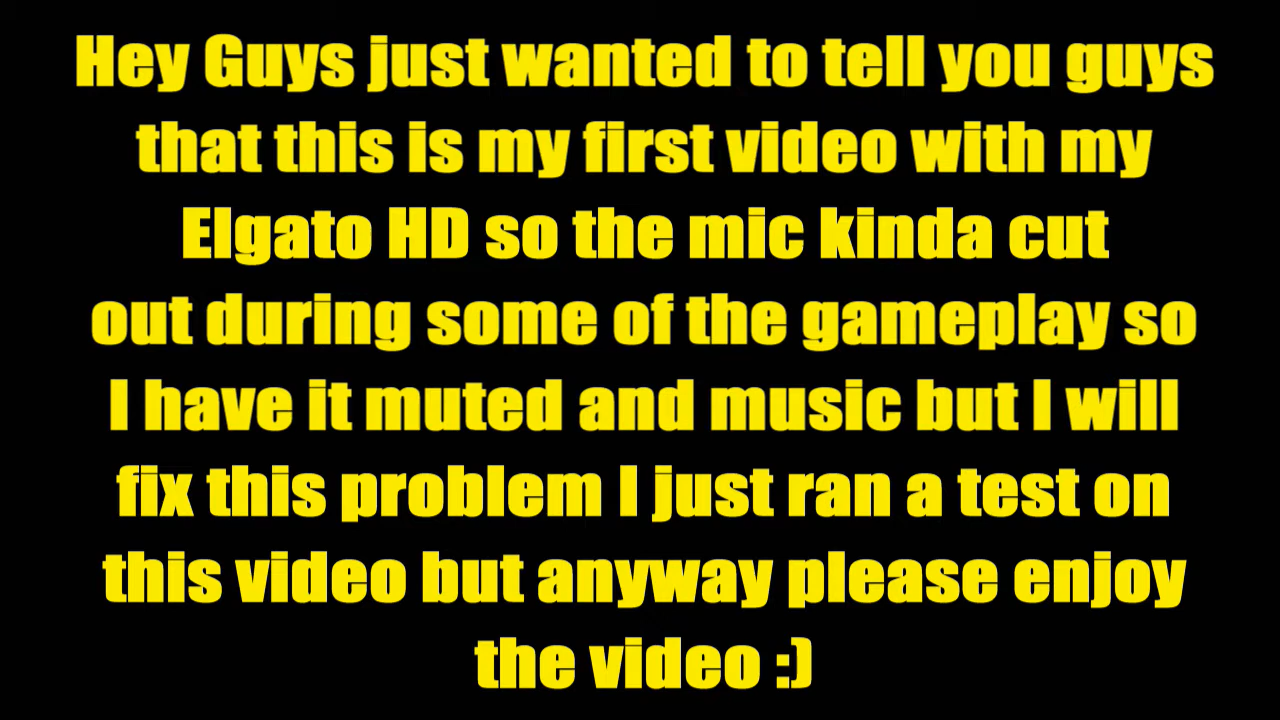 Hey Guys just wanted to tell you guys
that this is my first video with my
Elgato HD so the mic kinda cut
out during some of the gameplay so
I have it muted and music but I will
fix this problem I just ran a test on
this video but anyway please enjoy
the video :)